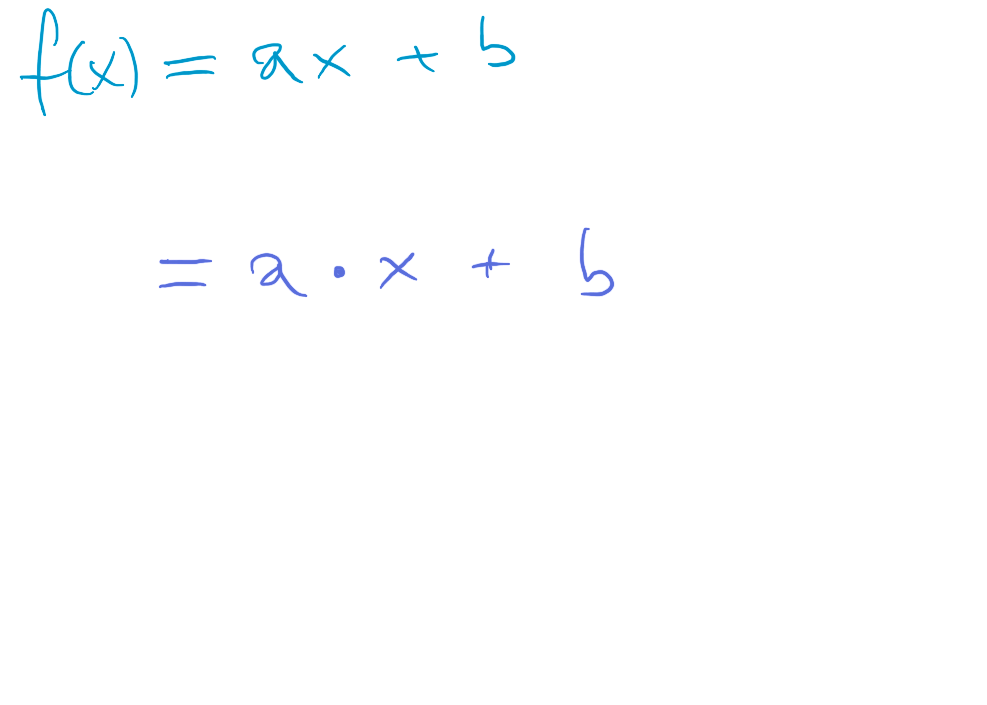 f(x) = ax + b
= a · x + b